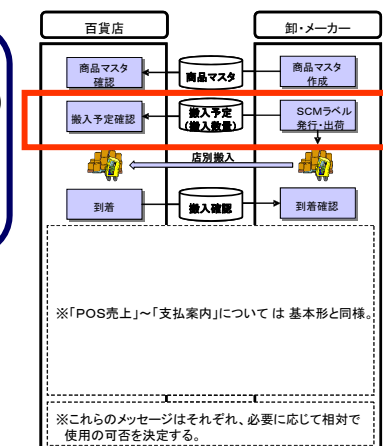 百貨店
卸・メーカー
商品マスタ
確認
商品マスタ
商品マスタ
作成
搬入予定確認
搬入予定
(搬入数量)
SCMラベル
発行・出荷
店別搬入
到着
搬入確認
到着確認
※「POS売上」～「支払案内」については 基本形と同様。
※これらのメッセージはそれぞれ、必要に応じて相対で
使用の可否を決定する。